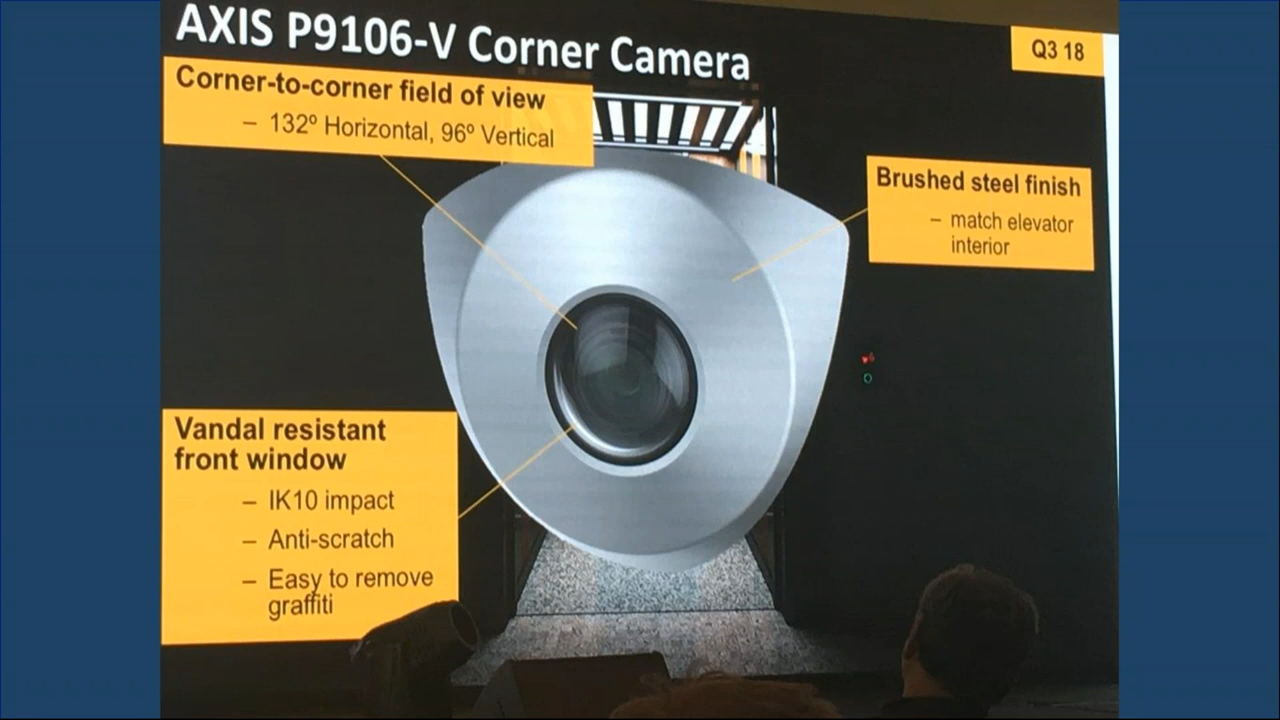 AXIS P9106-V Corner Camera
Q3 18
Corner-to-corner field of view
– 132º Horizontal, 96º Vertical
Brushed steel finish
– match elevator
interior
Vandal resistant
front window
– IK10 impact
– Anti-scratch
– Easy to remove
graffiti